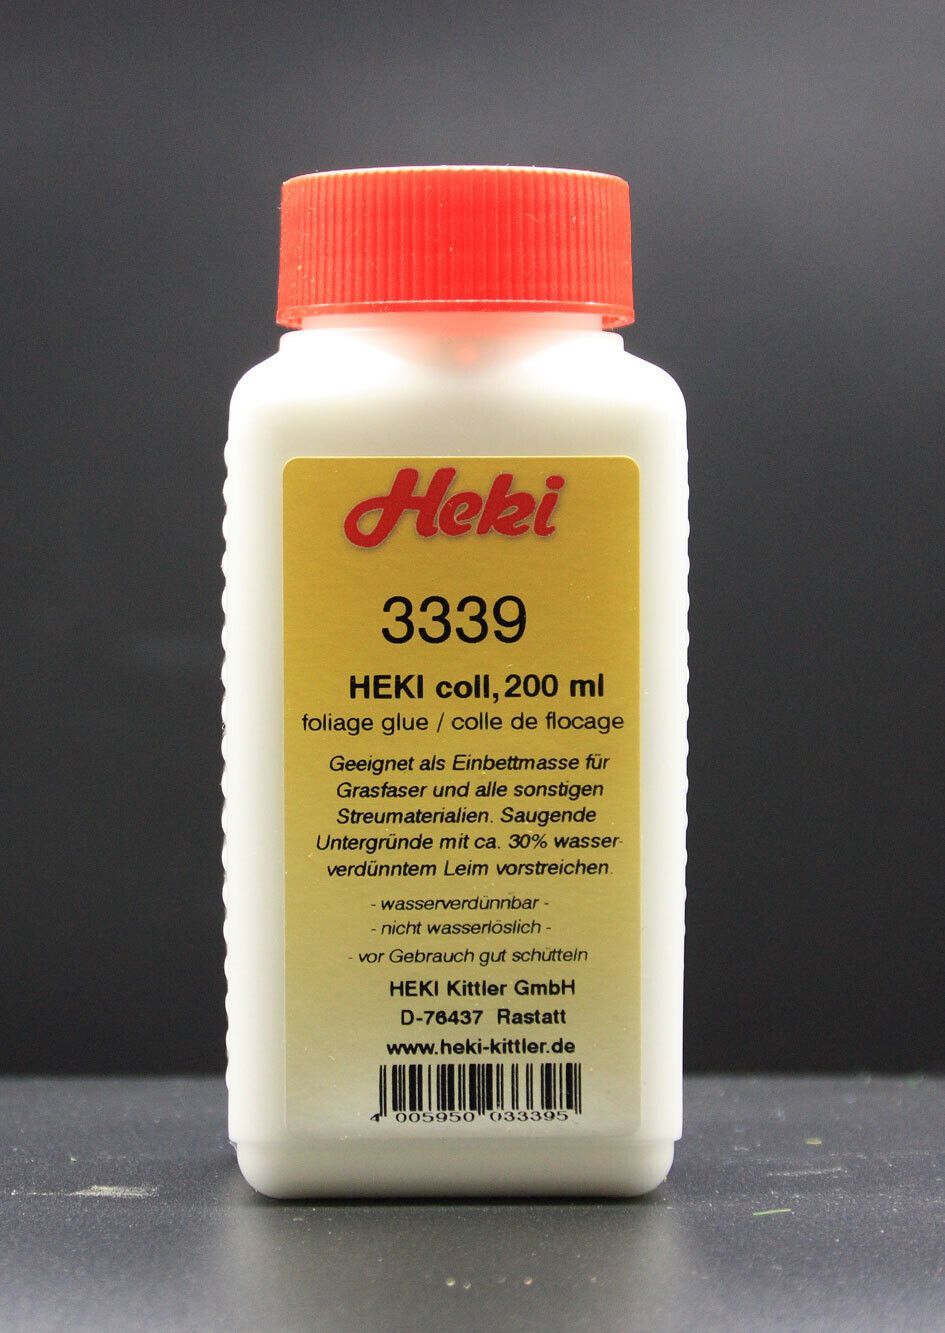 Heki
3339
HEKI coll, 200 ml
foliage glue / colle de flocage
Geeignet als Einbettmasse für
Grasfaser und alle sonstigen
Streumaterialien. Saugende
Untergründe mit ca. 30% wasser-
verdünntem Leim vorstreichen.
- wasserverdünnbar -
- nicht wasserlöslich -
- vor Gebrauch gut schütteln
HEKI Kittler GmbH
D-76437 Rastatt
www.heki-kittler.de
4 005950 033395